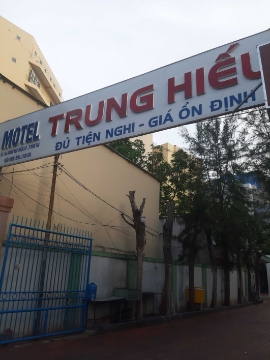 MOTEL
TRUNG HIẾU
ĐỦ TIỆN NGHI - GIÁ ỔN ĐỊNH